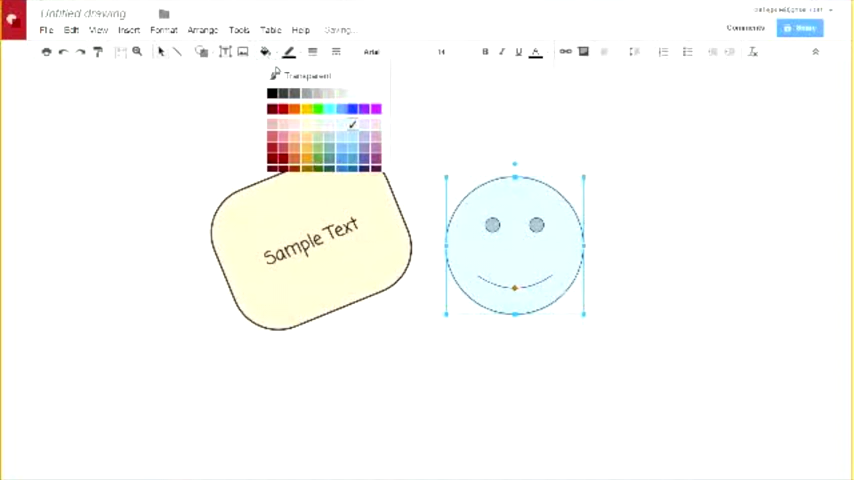 Untitled drawing
Comments
Share
File Edit View Insert Format Arrange Tools Table Help Saving...
Arial
14
B I U A
Transparent
Sample Text